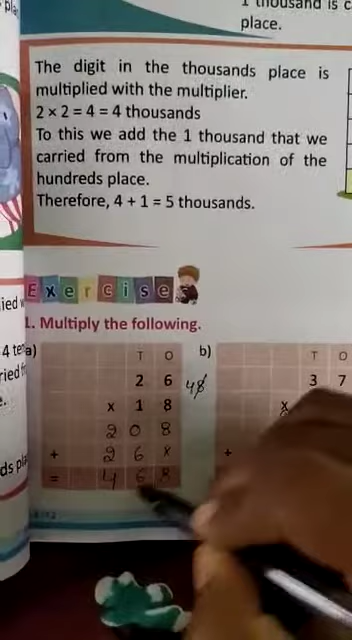 1 thousand is c
place.
The digit in the thousands place is
multiplied with the multiplier.
2 × 2 = 4 = 4 thousands
To this we add the 1 thousand that we
carried from the multiplication of the
hundreds place.
Therefore, 4 + 1 = 5 thousands.
Exercise
1. Multiply the following.
a)
T O
2 6
x 1 8
2 0 8
+ 2 6 x
= 4 6 8
b)
T O
3 7
x
+